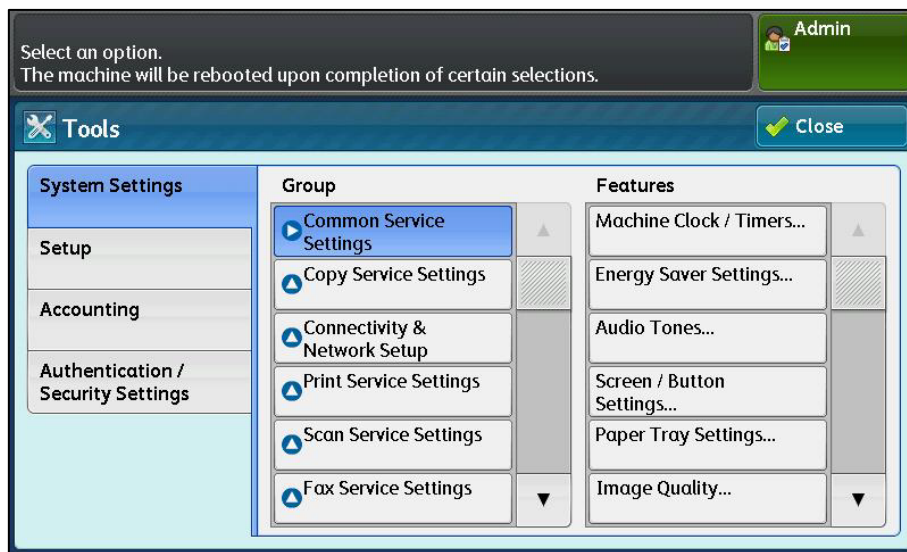 Select an option.
The machine will be rebooted upon completion of certain selections.
Admin
Tools
Close
System Settings
Setup
Accounting
Authentication /
Security Settings
Group
Common Service
Settings
Copy Service Settings
Connectivity &
Network Setup
Print Service Settings
Scan Service Settings
Fax Service Settings
Features
Machine Clock / Timers...
Energy Saver Settings...
Audio Tones...
Screen / Button
Settings...
Paper Tray Settings...
Image Quality...